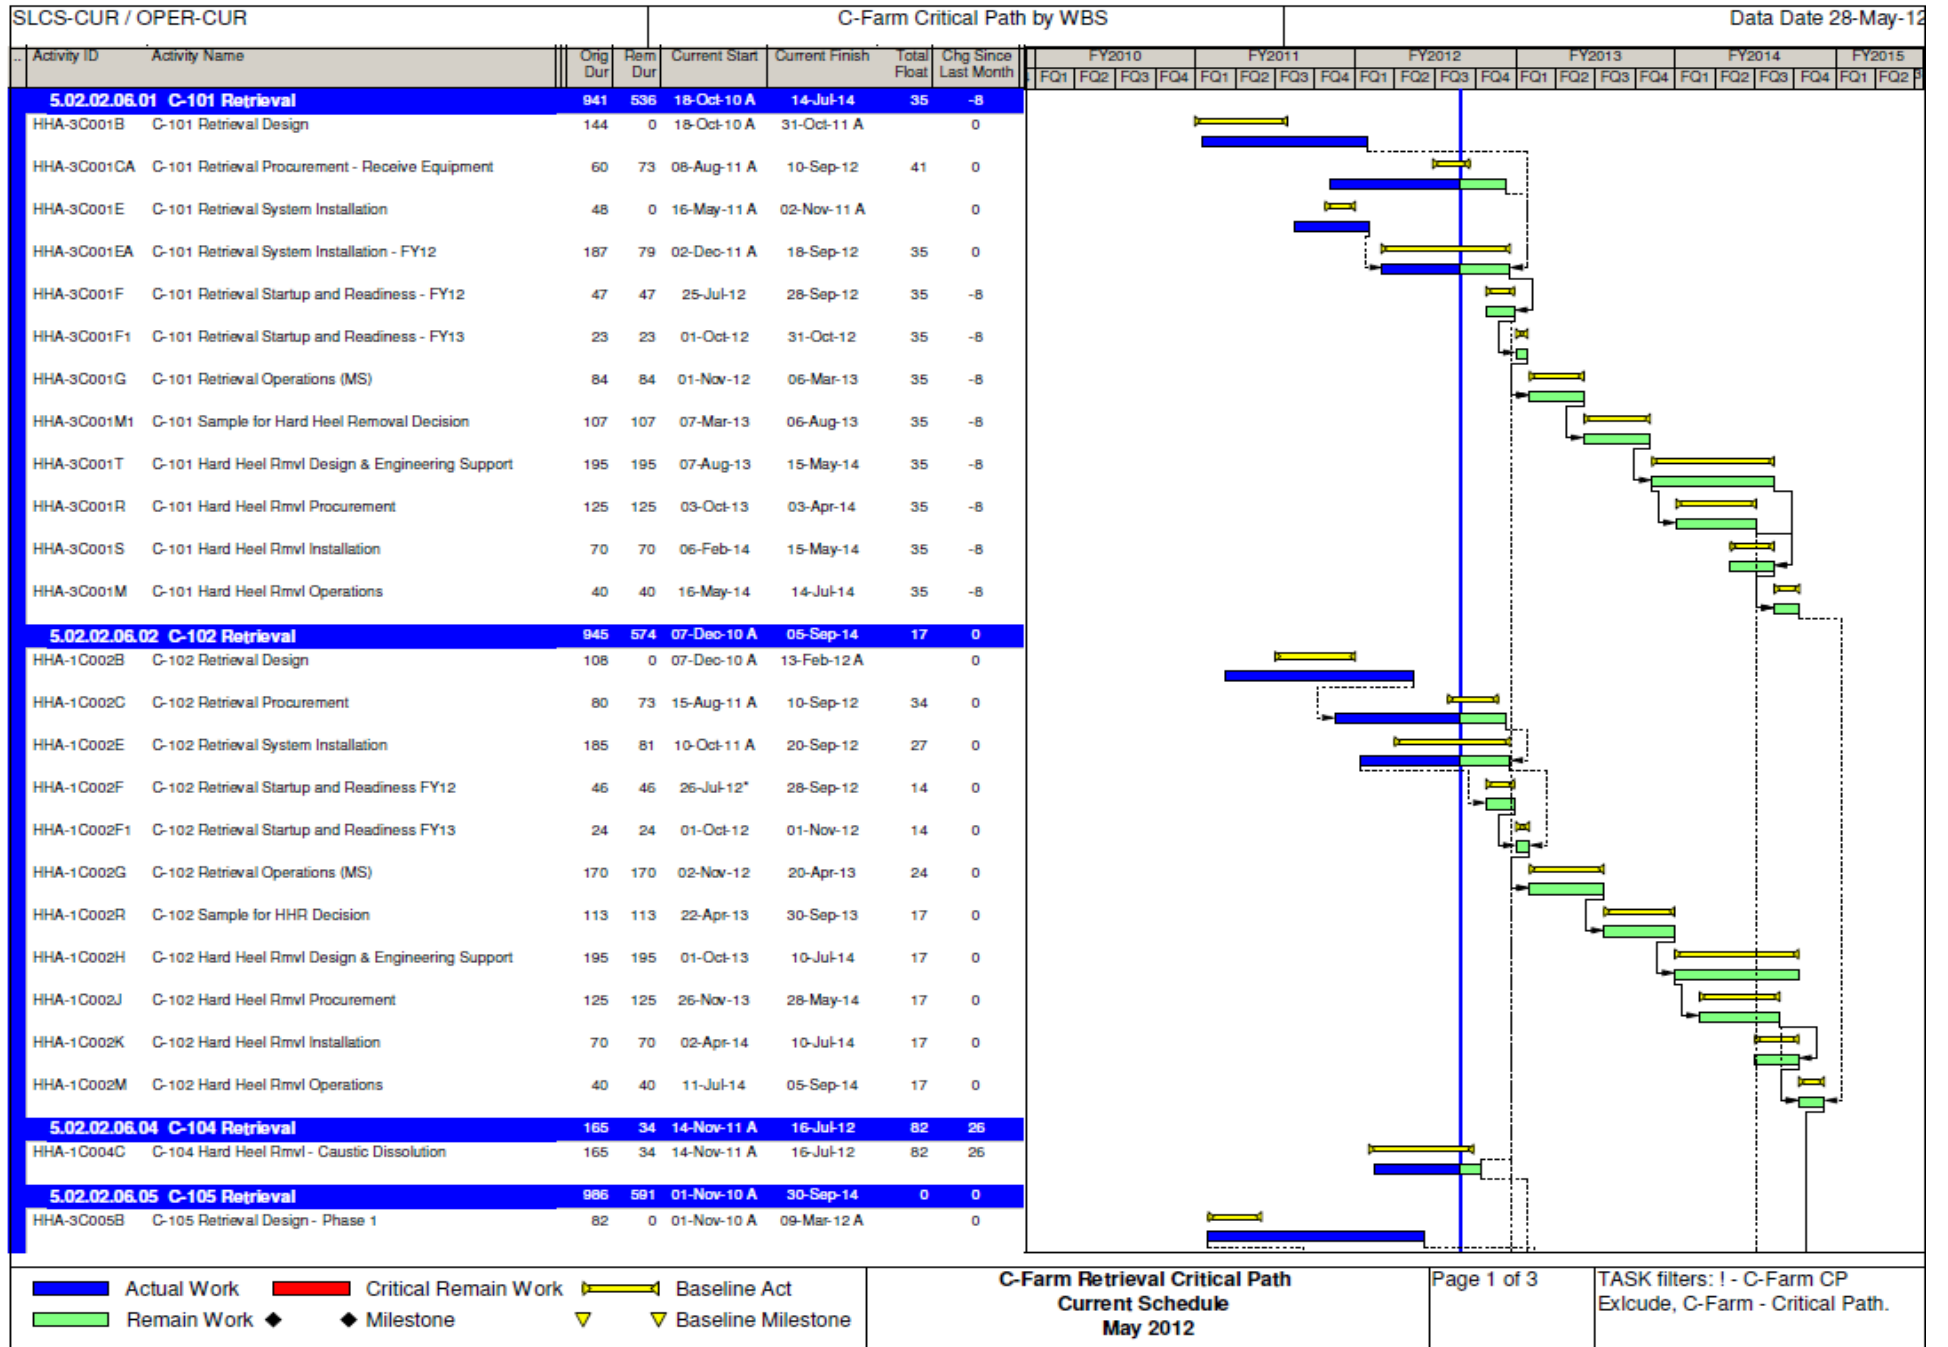 SLCS-CUR / OPER-CUR C-Farm Critical Path by WBS Data Date 28-May-12
.. Activity ID Activity Name Orig Dur Rem Dur Current Start Current Finish Total Float Chg Since Last Month FY2010 FY2011 FY2012 FY2013 FY2014 FY2015
FQ1 FQ2 FQ3 FQ4 FQ1 FQ2 FQ3 FQ4 FQ1 FQ2 FQ3 FQ4 FQ1 FQ2 FQ3 FQ4 FQ1 FQ2 FQ3 FQ4 FQ1 FQ2
5.02.02.06.01 C-101 Retrieval 941 536 18-Oct-10 A 14-Jul-14 35 -8
HHA-3C001B C-101 Retrieval Design 144 0 18-Oct-10 A 31-Oct-11 A 0
HHA-3C001CA C-101 Retrieval Procurement - Receive Equipment 60 73 08-Aug-11 A 10-Sep-12 41 0
HHA-3C001E C-101 Retrieval System Installation 48 0 16-May-11 A 02-Nov-11 A 0
HHA-3C001EA C-101 Retrieval System Installation - FY12 187 79 02-Dec-11 A 18-Sep-12 35 0
HHA-3C001F C-101 Retrieval Startup and Readiness - FY12 47 47 25-Jul-12 28-Sep-12 35 -8
HHA-3C001F1 C-101 Retrieval Startup and Readiness - FY13 23 23 01-Oct-12 31-Oct-12 35 -8
HHA-3C001G C-101 Retrieval Operations (MS) 84 84 01-Nov-12 06-Mar-13 35 -8
HHA-3C001M1 C-101 Sample for Hard Heel Removal Decision 107 107 07-Mar-13 06-Aug-13 35 -8
HHA-3C001T C-101 Hard Heel Rmvl Design & Engineering Support 195 195 07-Aug-13 15-May-14 35 -8
HHA-3C001R C-101 Hard Heel Rmvl Procurement 125 125 03-Oct-13 03-Apr-14 35 -8
HHA-3C001S C-101 Hard Heel Rmvl Installation 70 70 06-Feb-14 15-May-14 35 -8
HHA-3C001M C-101 Hard Heel Rmvl Operations 40 40 16-May-14 14-Jul-14 35 -8
5.02.02.06.02 C-102 Retrieval 945 574 07-Dec-10 A 05-Sep-14 17 0
HHA-1C002B C-102 Retrieval Design 108 0 07-Dec-10 A 13-Feb-12 A 0
HHA-1C002C C-102 Retrieval Procurement 80 73 15-Aug-11 A 10-Sep-12 34 0
HHA-1C002E C-102 Retrieval System Installation 185 81 10-Oct-11 A 20-Sep-12 27 0
HHA-1C002F C-102 Retrieval Startup and Readiness FY12 46 46 26-Jul-12* 28-Sep-12 14 0
HHA-1C002F1 C-102 Retrieval Startup and Readiness FY13 24 24 01-Oct-12 01-Nov-12 14 0
HHA-1C002G C-102 Retrieval Operations (MS) 170 170 02-Nov-12 20-Apr-13 24 0
HHA-1C002R C-102 Sample for HHR Decision 113 113 22-Apr-13 30-Sep-13 17 0
HHA-1C002H C-102 Hard Heel Rmvl Design & Engineering Support 195 195 01-Oct-13 10-Jul-14 17 0
HHA-1C002J C-102 Hard Heel Rmvl Procurement 125 125 26-Nov-13 28-May-14 17 0
HHA-1C002K C-102 Hard Heel Rmvl Installation 70 70 02-Apr-14 10-Jul-14 17 0
HHA-1C002M C-102 Hard Heel Rmvl Operations 40 40 11-Jul-14 05-Sep-14 17 0
5.02.02.06.04 C-104 Retrieval 165 34 14-Nov-11 A 16-Jul-12 82 26
HHA-1C004C C-104 Hard Heel Rmvl - Caustic Dissolution 165 34 14-Nov-11 A 16-Jul-12 82 26
5.02.02.06.05 C-105 Retrieval 986 591 01-Nov-10 A 30-Sep-14 0 0
HHA-3C005B C-105 Retrieval Design - Phase 1 82 0 01-Nov-10 A 09-Mar-12 A 0
Actual Work Critical Remain Work Baseline Act
Remain Work Milestone Baseline Milestone
C-Farm Retrieval Critical Path
Current Schedule
May 2012
Page 1 of 3
TASK filters: ! - C-Farm CP
Exlcude, C-Farm - Critical Path.